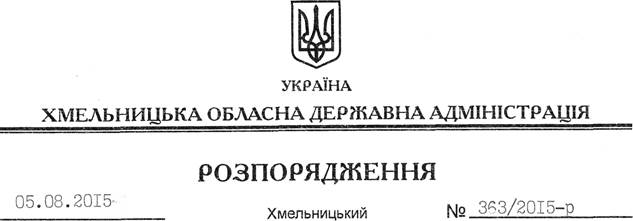 УКРАЇНА
ХМЕЛЬНИЦЬКА ОБЛАСНА ДЕРЖАВНА АДМІНІСТРАЦІЯ
РОЗПОРЯДЖЕННЯ
05.08.2015 Хмельницький № 363/2015-р